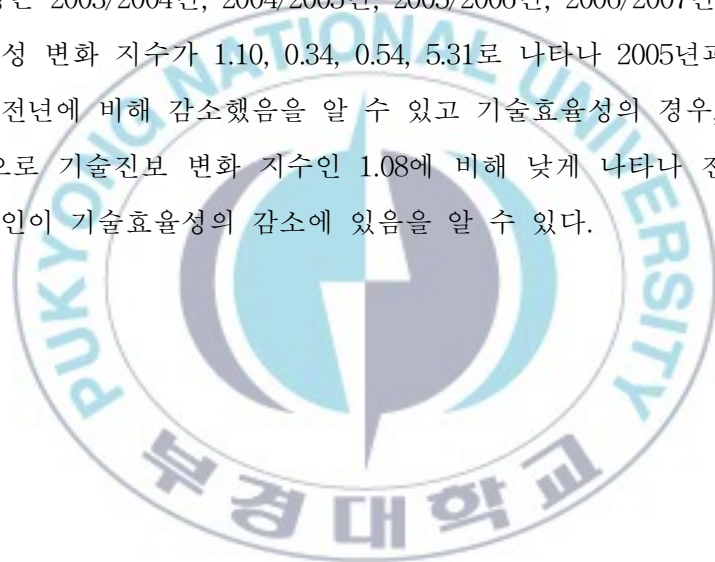 2003/2004년, 2004/2005년, 2005/2006년, 2006/2007년
성 변화 지수가 1.10, 0.34, 0.54, 5.31로 나타나 2005년과
전년에 비해 감소했음을 알 수 있고 기술효율성의 경우,
으로 기술진보 변화 지수인 1.08에 비해 낮게 나타나 전
인이 기술효율성의 감소에 있음을 알 수 있다.
PUKYONG NATIONAL UNIVERSITY
부경대학교